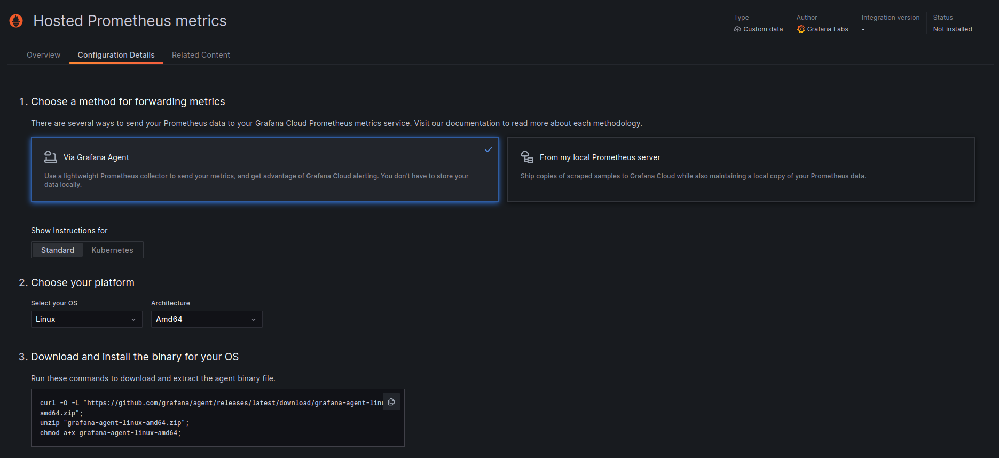 Hosted Prometheus metrics
Type
Custom data
Author
Grafana Labs
Integration version
-
Status
Not installed
Overview
Configuration Details
Related Content
1. Choose a method for forwarding metrics
There are several ways to send your Prometheus data to your Grafana Cloud Prometheus metrics service. Visit our documentation to read more about each methodology.
Via Grafana Agent
Use a lightweight Prometheus collector to send your metrics, and get advantage of Grafana Cloud alerting. You don't have to store your
data locally.
From my local Prometheus server
Ship copies of scraped samples to Grafana Cloud while also maintaining a local copy of your Prometheus data.
Show Instructions for
Standard
Kubernetes
2. Choose your platform
Select your OS
Linux
Architecture
Amd64
3. Download and install the binary for your OS
Run these commands to download and extract the agent binary file.
curl -O -L "https://github.com/grafana/agent/releases/latest/download/grafana-agent-linu
amd64.zip";
unzip "grafana-agent-linux-amd64.zip";
chmod a+x grafana-agent-linux-amd64;